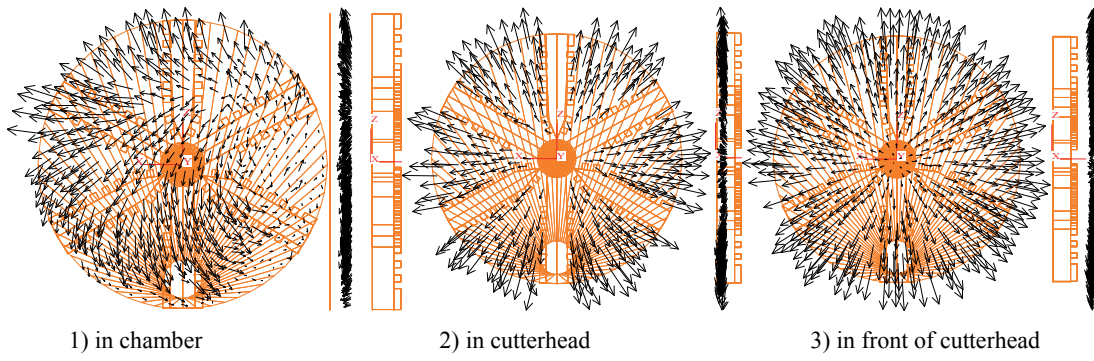 Z
X
Y
Z
X
Z
X
Y
Z
Z
X
Y
Z
X
1) in chamber
2) in cutterhead
3) in front of cutterhead